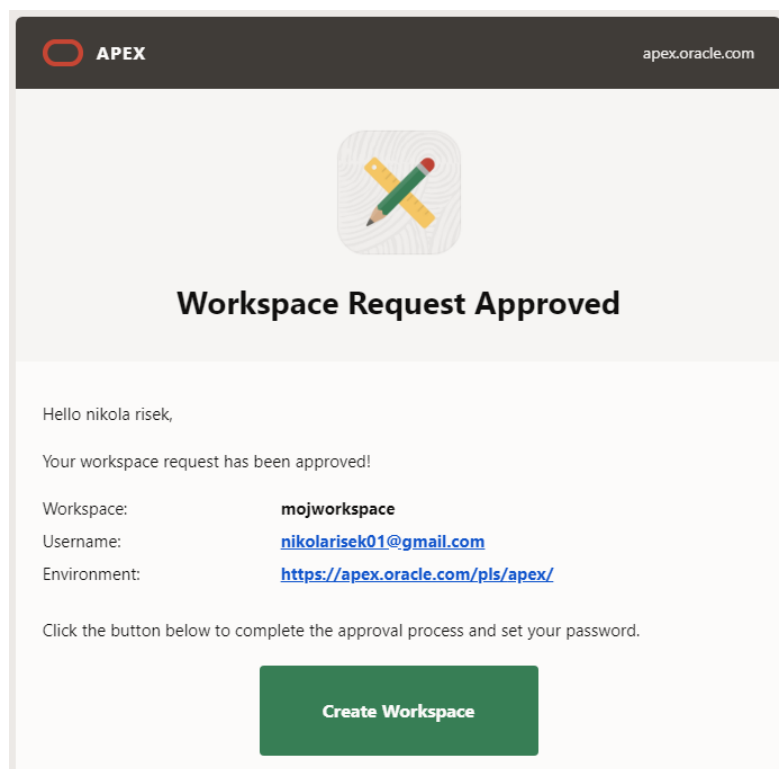 APEX
apex.oracle.com
Workspace Request Approved
Hello nikola risek,
Your workspace request has been approved!
Workspace: mojworkspace
Username: nikolarisek01@gmail.com
Environment: https://apex.oracle.com/pls/apex/
Click the button below to complete the approval process and set your password.
Create Workspace